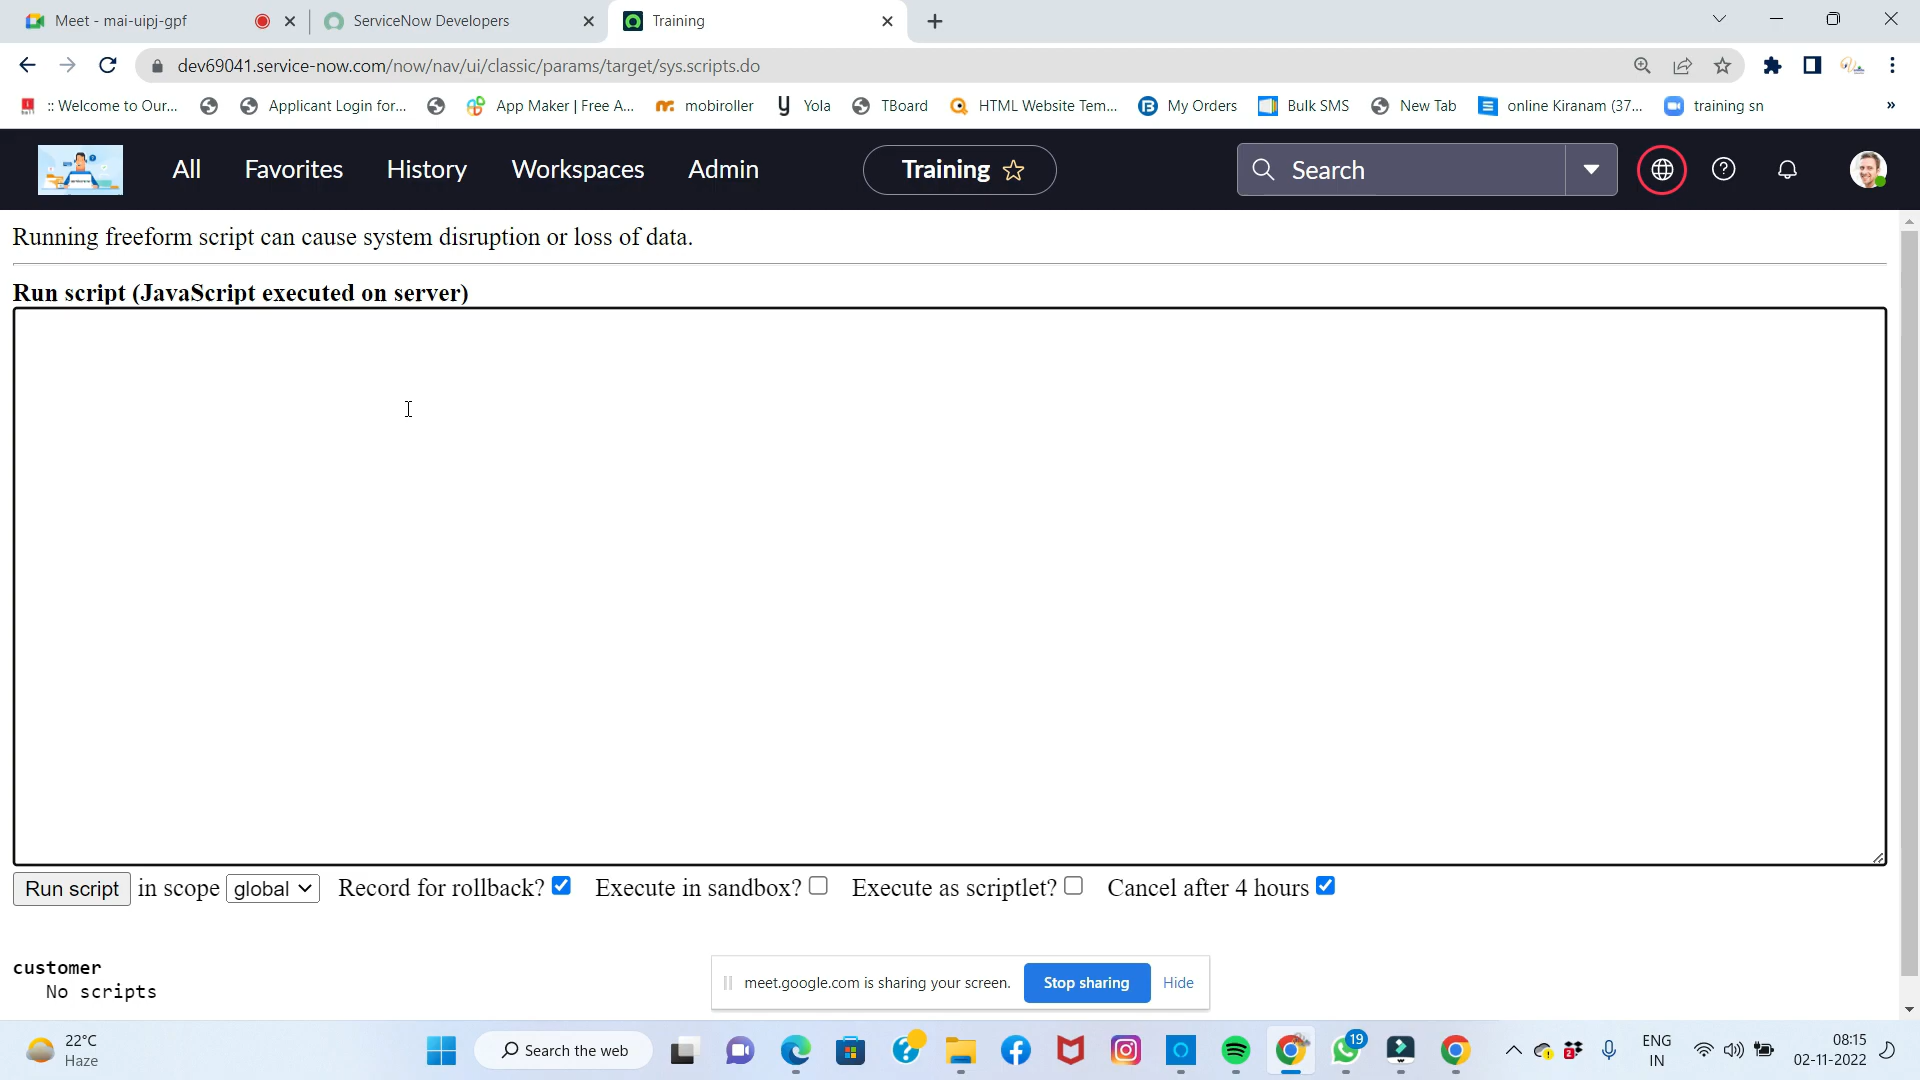 Meet - mai-uipj-gpf
ServiceNow Developers
Training
dev69041.service-now.com/now/nav/ui/classic/params/target/sys.scripts.do
:: Welcome to Our...
Applicant Login for...
App Maker | Free A...
mobiroller
Yola
TBoard
HTML Website Tem...
My Orders
Bulk SMS
New Tab
online Kiranam (37...
training sn
»
All
Favorites
History
Workspaces
Admin
Training
Search
Running freeform script can cause system disruption or loss of data.
Run script (JavaScript executed on server)
Run script in scope global Record for rollback? Execute in sandbox? Execute as scriptlet? Cancel after 4 hours
customer
No scripts
meet.google.com is sharing your screen. Stop sharing Hide
22°C
Haze
Search the web
19
2
ENG
IN
08:15
02-11-2022